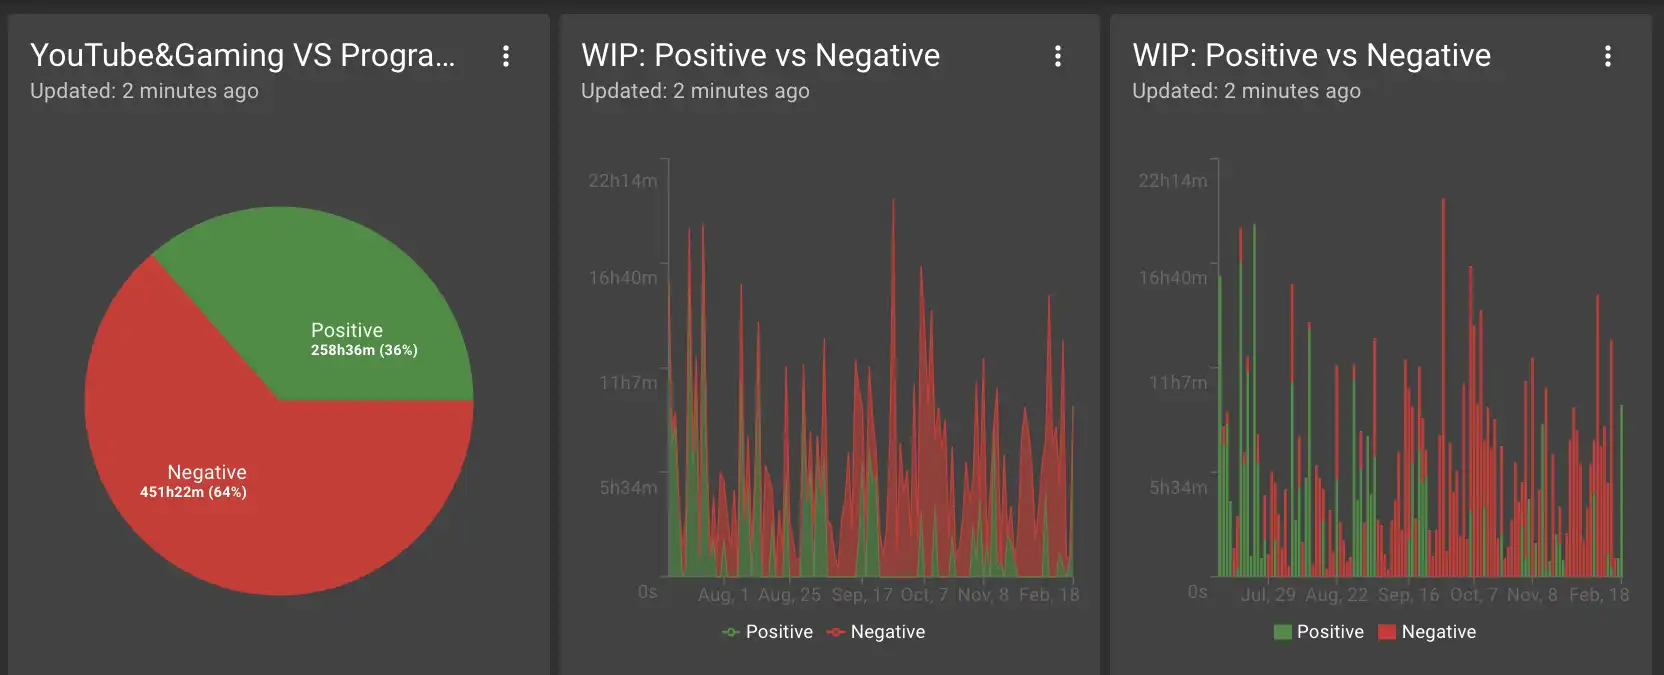 YouTube&Gaming VS Progra...
Updated: 2 minutes ago
Positive
258h36m (36%)
Negative
451h22m (64%)
WIP: Positive vs Negative
Updated: 2 minutes ago
22h14m
16h40m
11h7m
5h34m
0s
Aug, 1 Aug, 25 Sep, 17 Oct, 7 Nov, 8 Feb, 18
Positive Negative
WIP: Positive vs Negative
Updated: 2 minutes ago
22h14m
16h40m
11h7m
5h34m
0s
Jul, 29 Aug, 22 Sep, 16 Oct, 7 Nov, 8 Feb, 18
Positive Negative